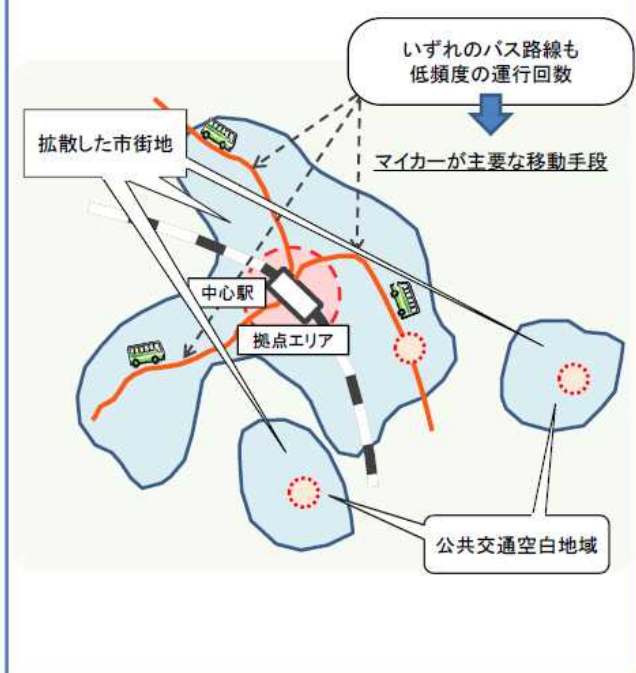 いずれのバス路線も
低頻度の運行回数
拡散した市街地
マイカーが主要な移動手段
中心駅
拠点エリア
公共交通空白地域